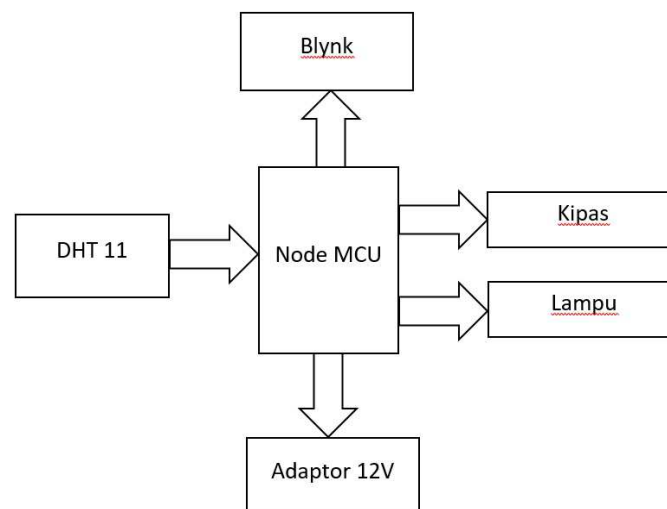 Blynk
DHT 11
Node MCU
Kipas
Lampu
Adaptor 12V